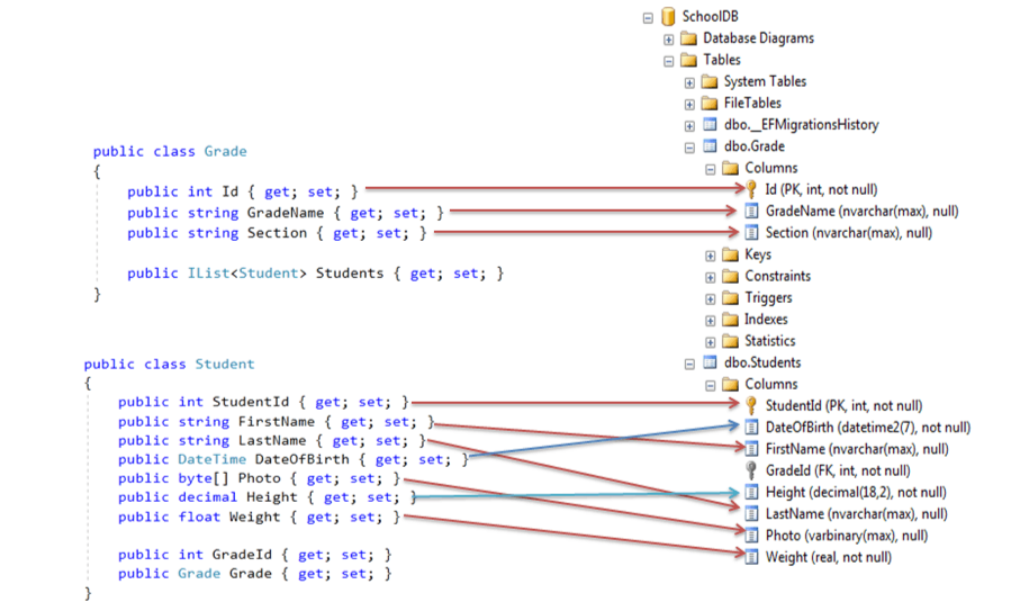 public class Grade
{
public int Id { get; set; }
public string GradeName { get; set; }
public string Section { get; set; }
public IList<Student> Students { get; set; }
}
public class Student
{
public int StudentId { get; set; }
public string FirstName { get; set; }
public string LastName { get; set; }
public DateTime DateOfBirth { get; set; }
public byte[] Photo { get; set; }
public decimal Height { get; set; }
public float Weight { get; set; }
public int GradeId { get; set; }
public Grade Grade { get; set; }
}
SchoolDB
Database Diagrams
Tables
System Tables
FileTables
dbo.__EFMigrationsHistory
dbo.Grade
Columns
Id (PK, int, not null)
GradeName (nvarchar(max), null)
Section (nvarchar(max), null)
Keys
Constraints
Triggers
Indexes
Statistics
dbo.Students
Columns
StudentId (PK, int, not null)
DateOfBirth (datetime2(7), not null)
FirstName (nvarchar(max), null)
GradeId (FK, int, not null)
Height (decimal(18,2), not null)
LastName (nvarchar(max), null)
Photo (varbinary(max), null)
Weight (real, not null)